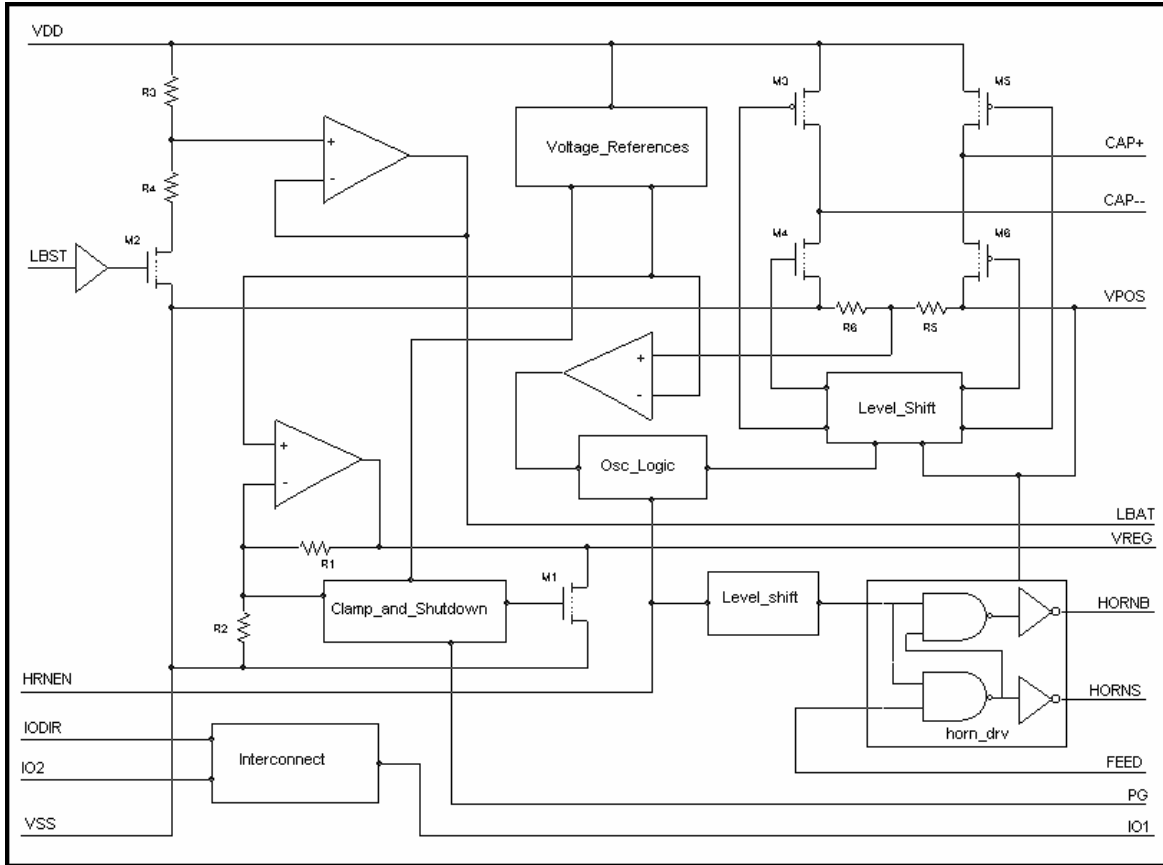 VDD
M3
M5
R3
+
-
Voltage_References
CAP+
R4
CAP--
M2
M4
M6
LBST
VPOS
R6
R5
+
-
Level_Shift
+
-
Osc_Logic
LBAT
VREG
R1
M1
Clamp_and_Shutdown
Level_shift
HORNB
R2
HRNEN
HORNS
IODIR
horn_drv
Interconnect
IO2
FEED
PG
VSS
IO1